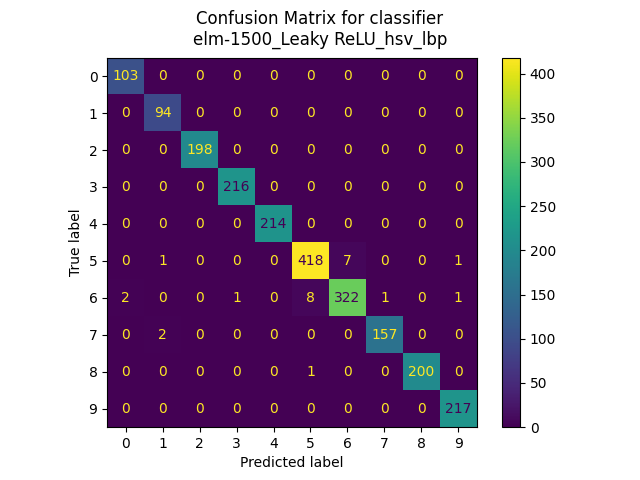 Confusion Matrix for classifier
elm-1500_Leaky ReLU_hsv_lbp
0 103 0 0 0 0 0 0 0 0 0
1 0 94 0 0 0 0 0 0 0 0
2 0 0 198 0 0 0 0 0 0 0
3 0 0 0 216 0 0 0 0 0 0
4 0 0 0 0 214 0 0 0 0 0
5 0 1 0 0 0 418 7 0 0 1
6 2 0 0 1 0 8 322 1 0 1
7 0 2 0 0 0 0 0 157 0 0
8 0 0 0 0 0 1 0 0 200 0
9 0 0 0 0 0 0 0 0 0 217
0 1 2 3 4 5 6 7 8 9
Predicted label
True label
400
350
300
250
200
150
100
50
0